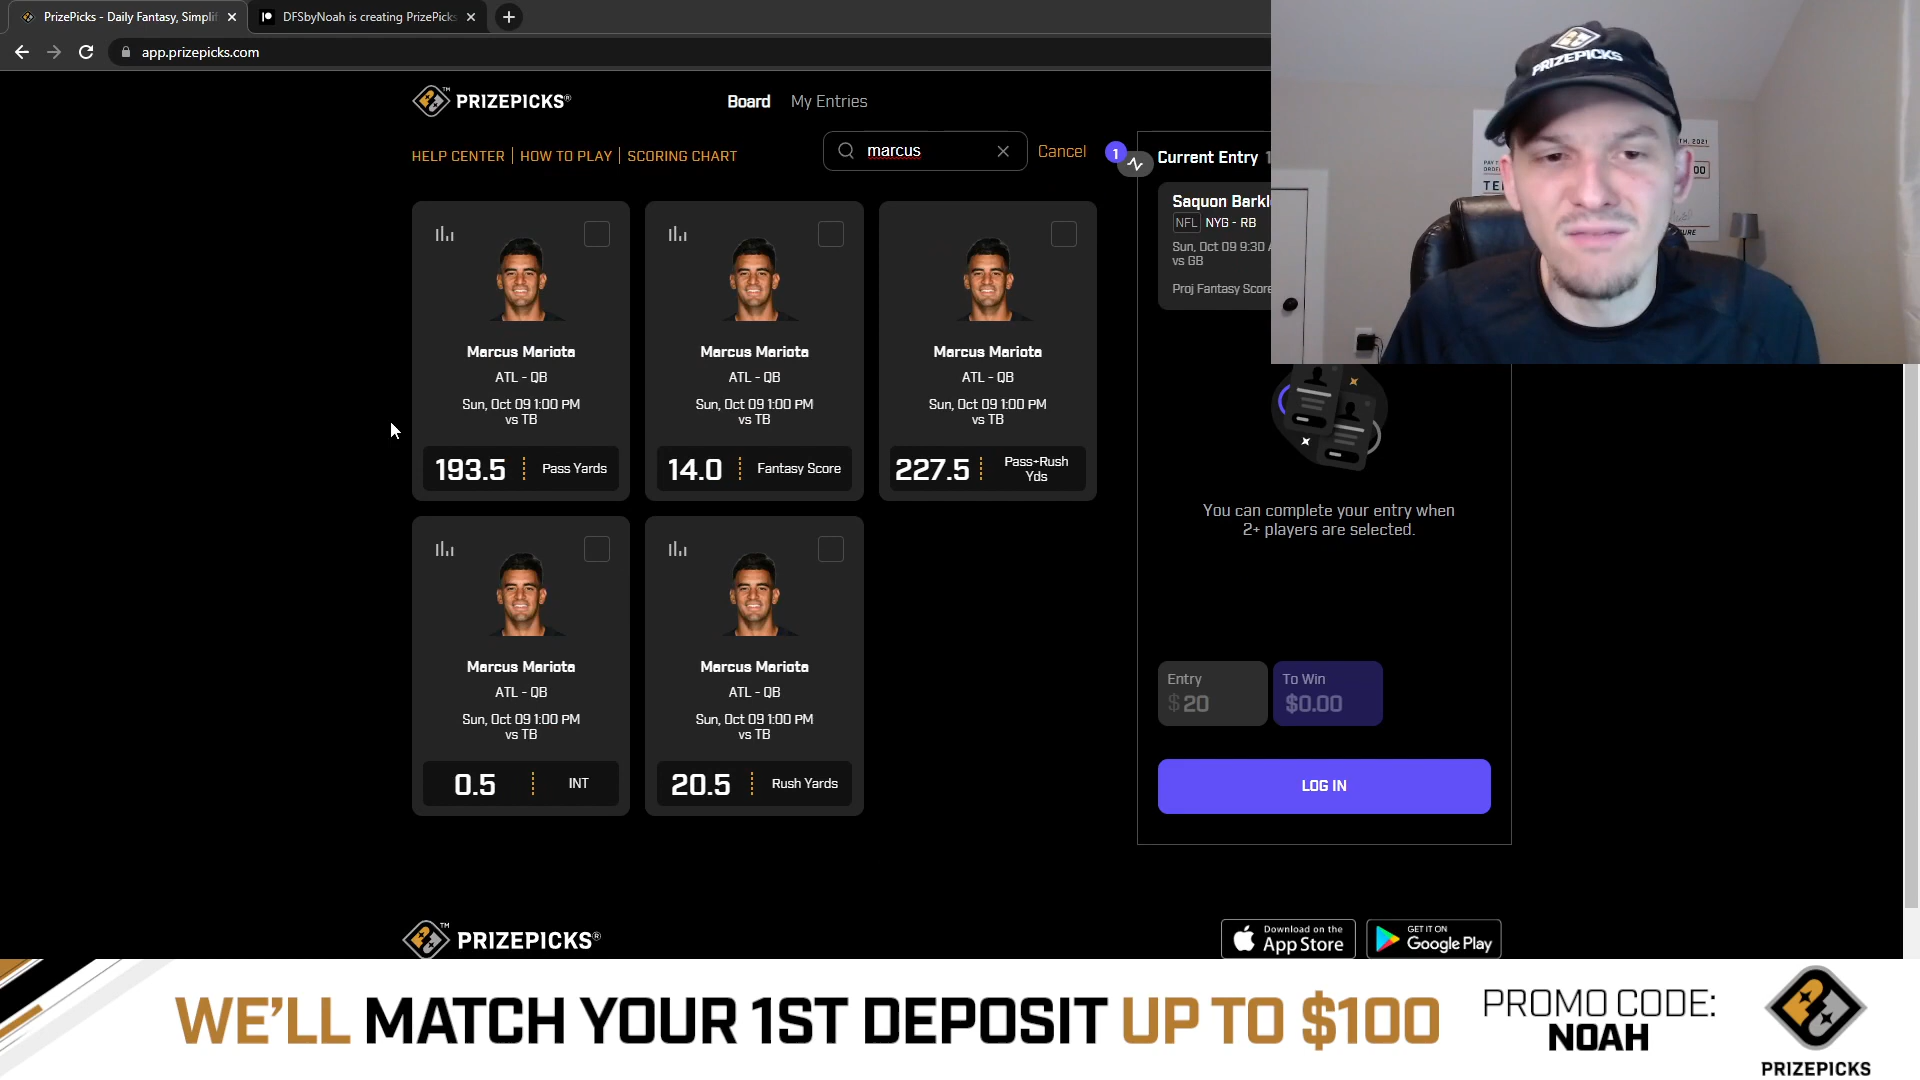 PrizePicks - Daily Fantasy, Simplif
DFSbyNoah is creating PrizePicks
app.prizepicks.com
PRIZEPICKS®
Board
My Entries
HELP CENTER
HOW TO PLAY
SCORING CHART
marcus
Cancel
1
Current Entry
Saquon Barkl
NFL NYG - RB
Sun, Oct 09 9:30 A
vs GB
Proj Fantasy Score
PRIZEPICKS
TH, 2021
00
Marcus Mariota
ATL - QB
Sun, Oct 09 1:00 PM
vs TB
193.5 Pass Yards
Marcus Mariota
ATL - QB
Sun, Oct 09 1:00 PM
vs TB
14.0 Fantasy Score
Marcus Mariota
ATL - QB
Sun, Oct 09 1:00 PM
vs TB
227.5 Pass+Rush
Yds
Marcus Mariota
ATL - QB
Sun, Oct 09 1:00 PM
vs TB
0.5 INT
Marcus Mariota
ATL - QB
Sun, Oct 09 1:00 PM
vs TB
20.5 Rush Yards
You can complete your entry when
2+ players are selected.
Entry
$ 20
To Win
$0.00
LOG IN
PRIZEPICKS®
Download on the
App Store
GET IT ON
Google Play
WE'LL MATCH YOUR 1ST DEPOSIT UP TO $100
PROMO CODE:
NOAH
PRIZEPICKS